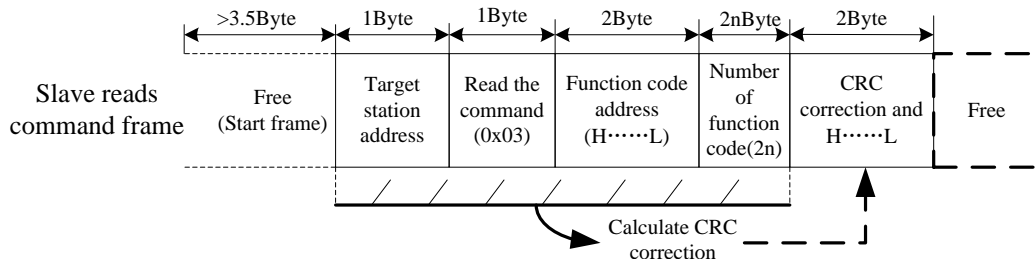 >3.5Byte
1Byte
1Byte
2Byte
2nByte
2Byte
Slave reads
command frame
Free
(Start frame)
Target
station
address
Read the
command
(0x03)
Function code
address
(H⋯⋯L)
Number
of
function
code(2n)
CRC
correction and
H⋯⋯L
Free
Calculate CRC
correction